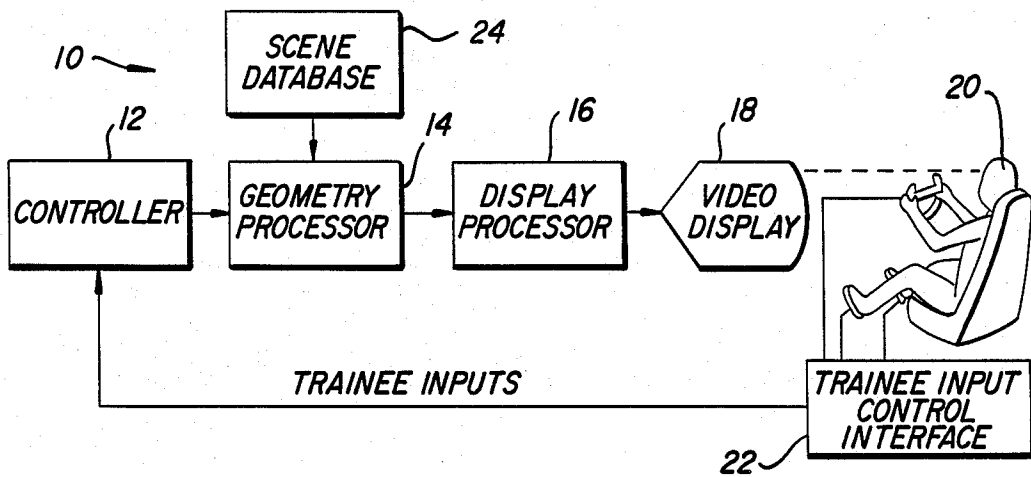 10
SCENE
DATABASE
24
12
CONTROLLER
GEOMETRY
PROCESSOR
14
DISPLAY
PROCESSOR
16
VIDEO
DISPLAY
18
20
TRAINEE INPUTS
TRAINEE INPUT
CONTROL
INTERFACE
22